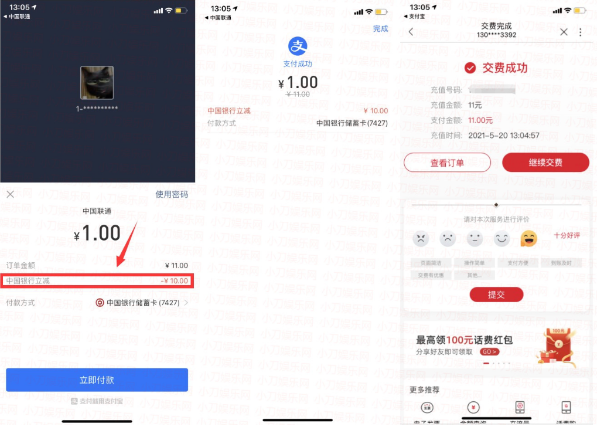 13:05
中国联通
1-**********
使用密码
中国联通
¥1.00
订单金额 ¥ 11.00
中国银行立减 -¥ 10.00
付款方式 中国银行储蓄卡 (7427)
立即付款
13:05
中国联通
完成
支付成功
¥1.00
¥11.00
中国银行立减 -¥ 10.00
付款方式 中国银行储蓄卡(7427)
13:05
支付宝
交费完成
130****3392
交费成功
充值号码:
充值金额: 11元
支付金额: 11.00元
充值时间: 2021-5-20 13:04:57
查看订单 继续交费
请对本次服务进行评价
十分好评
其他...
提交
最高领100元话费红包
分享好友即可领取 GO>
更多推荐